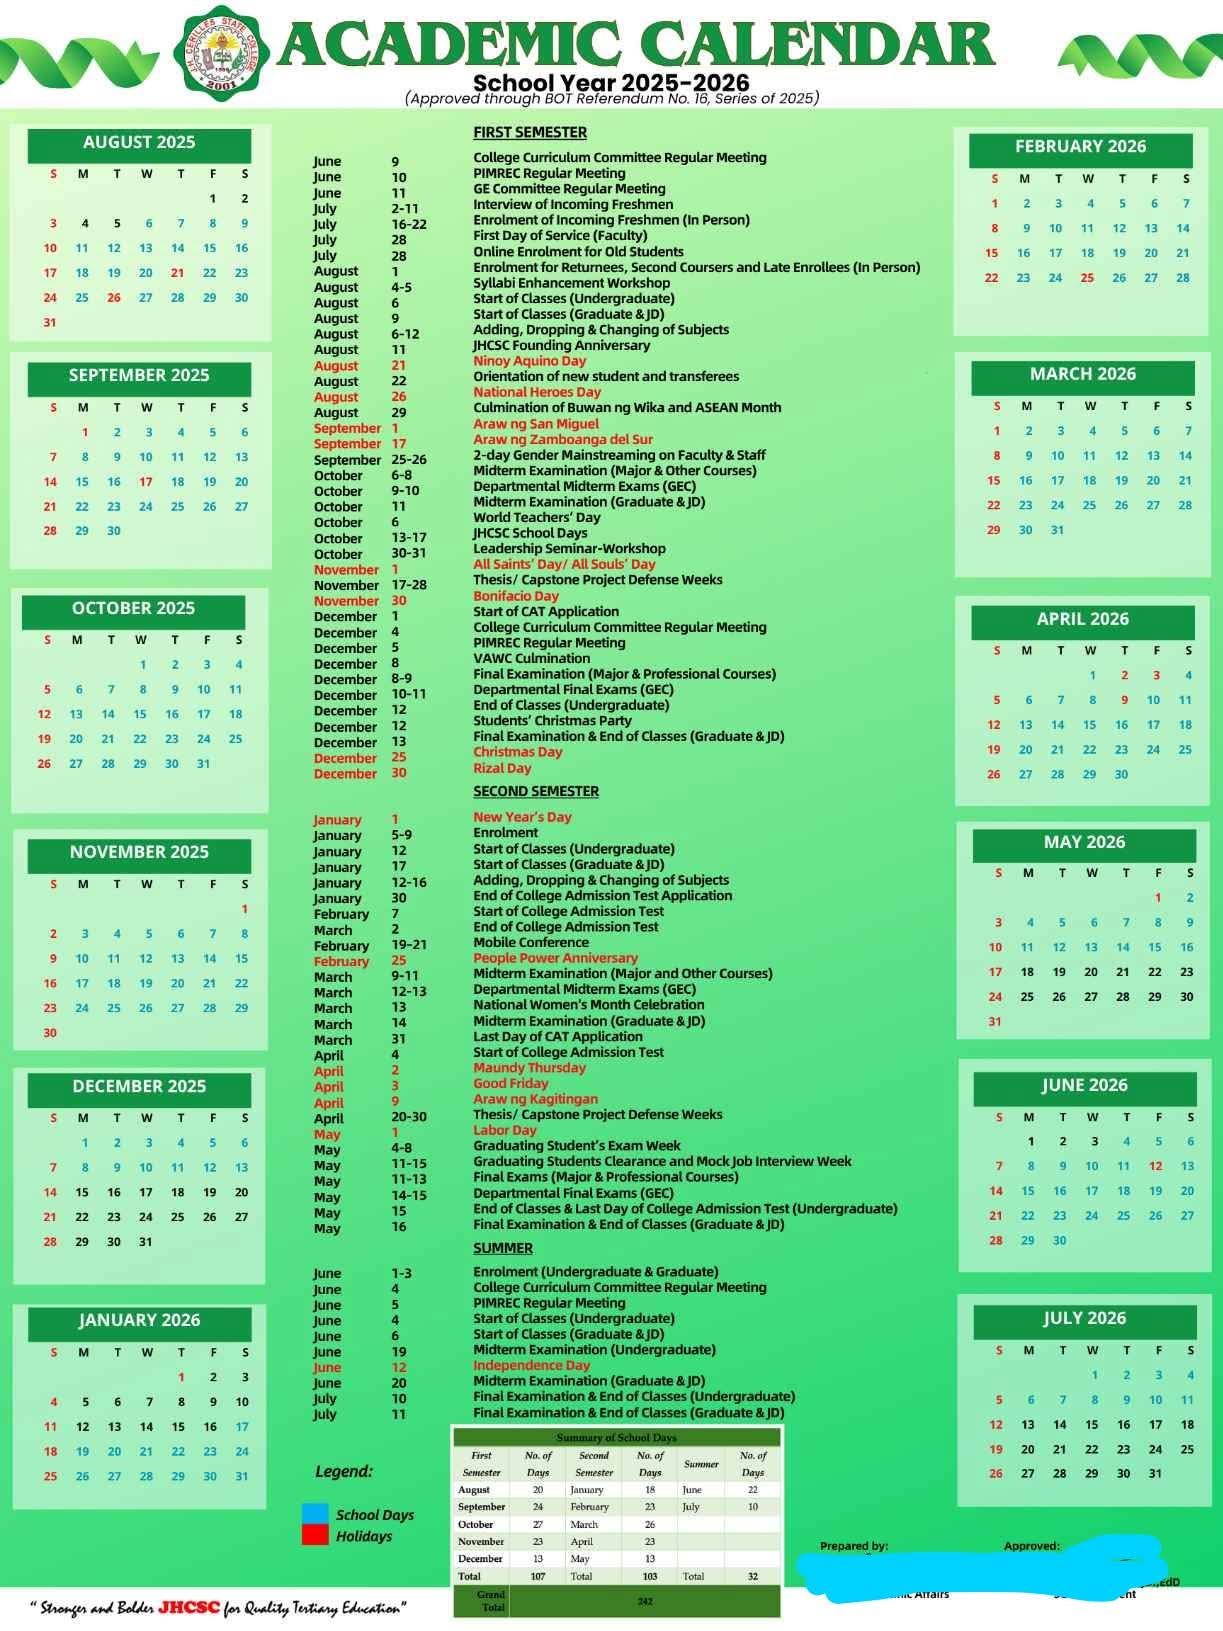 J.H. CERILLES STATE COLLEGE
2001
ACADEMIC CALENDAR
School Year 2025-2026
(Approved through BOT Referendum No. 16, Series of 2025)
AUGUST 2025
S M T W T F S
1 2
3 4 5 6 7 8 9
10 11 12 13 14 15 16
17 18 19 20 21 22 23
24 25 26 27 28 29 30
31
SEPTEMBER 2025
S M T W T F S
1 2 3 4 5 6
7 8 9 10 11 12 13
14 15 16 17 18 19 20
21 22 23 24 25 26 27
28 29 30
OCTOBER 2025
S M T W T F S
1 2 3 4
5 6 7 8 9 10 11
12 13 14 15 16 17 18
19 20 21 22 23 24 25
26 27 28 29 30 31
NOVEMBER 2025
S M T W T F S
1
2 3 4 5 6 7 8
9 10 11 12 13 14 15
16 17 18 19 20 21 22
23 24 25 26 27 28 29
30
DECEMBER 2025
S M T W T F S
1 2 3 4 5 6
7 8 9 10 11 12 13
14 15 16 17 18 19 20
21 22 23 24 25 26 27
28 29 30 31
JANUARY 2026
S M T W T F S
1 2 3
4 5 6 7 8 9 10
11 12 13 14 15 16 17
18 19 20 21 22 23 24
25 26 27 28 29 30 31
FIRST SEMESTER
June 9 College Curriculum Committee Regular Meeting
June 10 PIMREC Regular Meeting
June 11 GE Committee Regular Meeting
July 2-11 Interview of Incoming Freshmen
July 16-22 Enrolment of Incoming Freshmen (In Person)
July 28 First Day of Service (Faculty)
July 28 Online Enrolment for Old Students
August 1 Enrolment for Returnees, Second Coursers and Late Enrollees (In Person)
August 4-5 Syllabi Enhancement Workshop
August 6 Start of Classes (Undergraduate)
August 9 Start of Classes (Graduate & JD)
August 6-12 Adding, Dropping & Changing of Subjects
August 11 JHCSC Founding Anniversary
August 21 Ninoy Aquino Day
August 22 Orientation of new student and transferees
August 26 National Heroes Day
August 29 Culmination of Buwan ng Wika and ASEAN Month
September 1 Araw ng San Miguel
September 17 Araw ng Zamboanga del Sur
September 25-26 2-day Gender Mainstreaming on Faculty & Staff
October 6-8 Midterm Examination (Major & Other Courses)
October 9-10 Departmental Midterm Exams (GEC)
October 11 Midterm Examination (Graduate & JD)
October 6 World Teachers' Day
October 13-17 JHCSC School Days
October 30-31 Leadership Seminar-Workshop
November 1 All Saints' Day/ All Souls' Day
November 17-28 Thesis/ Capstone Project Defense Weeks
November 30 Bonifacio Day
December 1 Start of CAT Application
December 4 College Curriculum Committee Regular Meeting
December 5 PIMREC Regular Meeting
December 8 VAWC Culmination
December 8-9 Final Examination (Major & Professional Courses)
December 10-11 Departmental Final Exams (GEC)
December 12 End of Classes (Undergraduate)
December 12 Students' Christmas Party
December 13 Final Examination & End of Classes (Graduate & JD)
December 25 Christmas Day
December 30 Rizal Day
SECOND SEMESTER
January 1 New Year's Day
January 5-9 Enrolment
January 12 Start of Classes (Undergraduate)
January 17 Start of Classes (Graduate & JD)
January 12-16 Adding, Dropping & Changing of Subjects
January 30 End of College Admission Test Application
February 7 Start of College Admission Test
March 2 End of College Admission Test
February 19-21 Mobile Conference
February 25 People Power Anniversary
March 9-11 Midterm Examination (Major and Other Courses)
March 12-13 Departmental Midterm Exams (GEC)
March 13 National Women's Month Celebration
March 14 Midterm Examination (Graduate & JD)
March 31 Last Day of CAT Application
April 4 Start of College Admission Test
April 2 Maundy Thursday
April 3 Good Friday
April 9 Araw ng Kagitingan
April 20-30 Thesis/ Capstone Project Defense Weeks
May 1 Labor Day
May 4-8 Graduating Student's Exam Week
May 11-15 Graduating Students Clearance and Mock Job Interview Week
May 11-13 Final Exams (Major & Professional Courses)
May 14-15 Departmental Final Exams (GEC)
May 15 End of Classes & Last Day of College Admission Test (Undergraduate)
May 16 Final Examination & End of Classes (Graduate & JD)
SUMMER
June 1-3 Enrolment (Undergraduate & Graduate)
June 4 College Curriculum Committee Regular Meeting
June 5 PIMREC Regular Meeting
June 4 Start of Classes (Undergraduate)
June 6 Start of Classes (Graduate & JD)
June 19 Midterm Examination (Undergraduate)
June 12 Independence Day
June 20 Midterm Examination (Graduate & JD)
July 10 Final Examination & End of Classes (Undergraduate)
July 11 Final Examination & End of Classes (Graduate & JD)
FEBRUARY 2026
S M T W T F S
1 2 3 4 5 6 7
8 9 10 11 12 13 14
15 16 17 18 19 20 21
22 23 24 25 26 27 28
MARCH 2026
S M T W T F S
1 2 3 4 5 6 7
8 9 10 11 12 13 14
15 16 17 18 19 20 21
22 23 24 25 26 27 28
29 30 31
APRIL 2026
S M T W T F S
1 2 3 4
5 6 7 8 9 10 11
12 13 14 15 16 17 18
19 20 21 22 23 24 25
26 27 28 29 30
MAY 2026
S M T W T F S
1 2
3 4 5 6 7 8 9
10 11 12 13 14 15 16
17 18 19 20 21 22 23
24 25 26 27 28 29 30
31
JUNE 2026
S M T W T F S
1 2 3 4 5 6
7 8 9 10 11 12 13
14 15 16 17 18 19 20
21 22 23 24 25 26 27
28 29 30
JULY 2026
S M T W T F S
1 2 3 4
5 6 7 8 9 10 11
12 13 14 15 16 17 18
19 20 21 22 23 24 25
26 27 28 29 30 31
Legend:
School Days
Holidays
Summary of School Days
First Semester No. of Days Second Semester No. of Days Summer No. of Days
August 20 January 18 June 22
September 24 February 23 July 10
October 27 March 26
November 23 April 23
December 13 May 13
Total 107 Total 103 Total 32
Grand Total 242
Prepared by: Approved:
EdD
Affairs
"Stronger and Bolder JHCSC for Quality Tertiary Education"